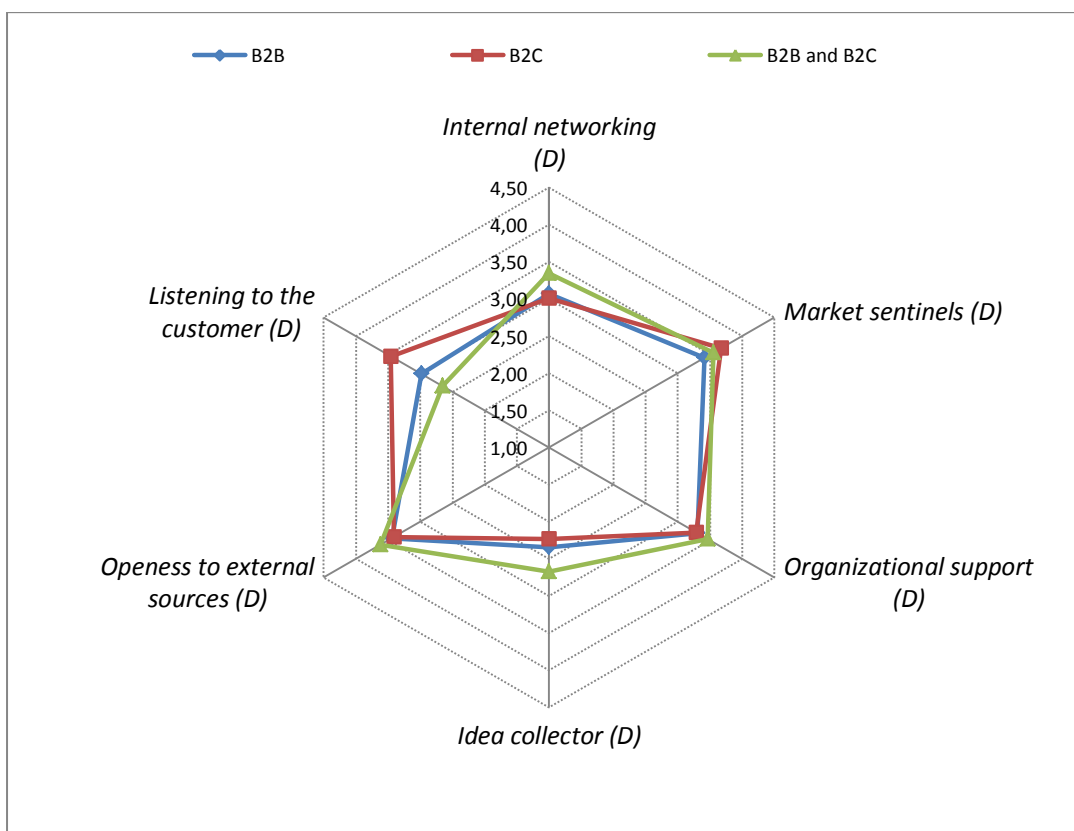 B2B
B2C
B2B and B2C
Internal networking
(D)
4,50
4,00
3,50
3,00
2,50
2,00
1,50
1,00
Listening to the
customer (D)
Market sentinels (D)
Openess to external
sources (D)
Organizational support
(D)
Idea collector (D)